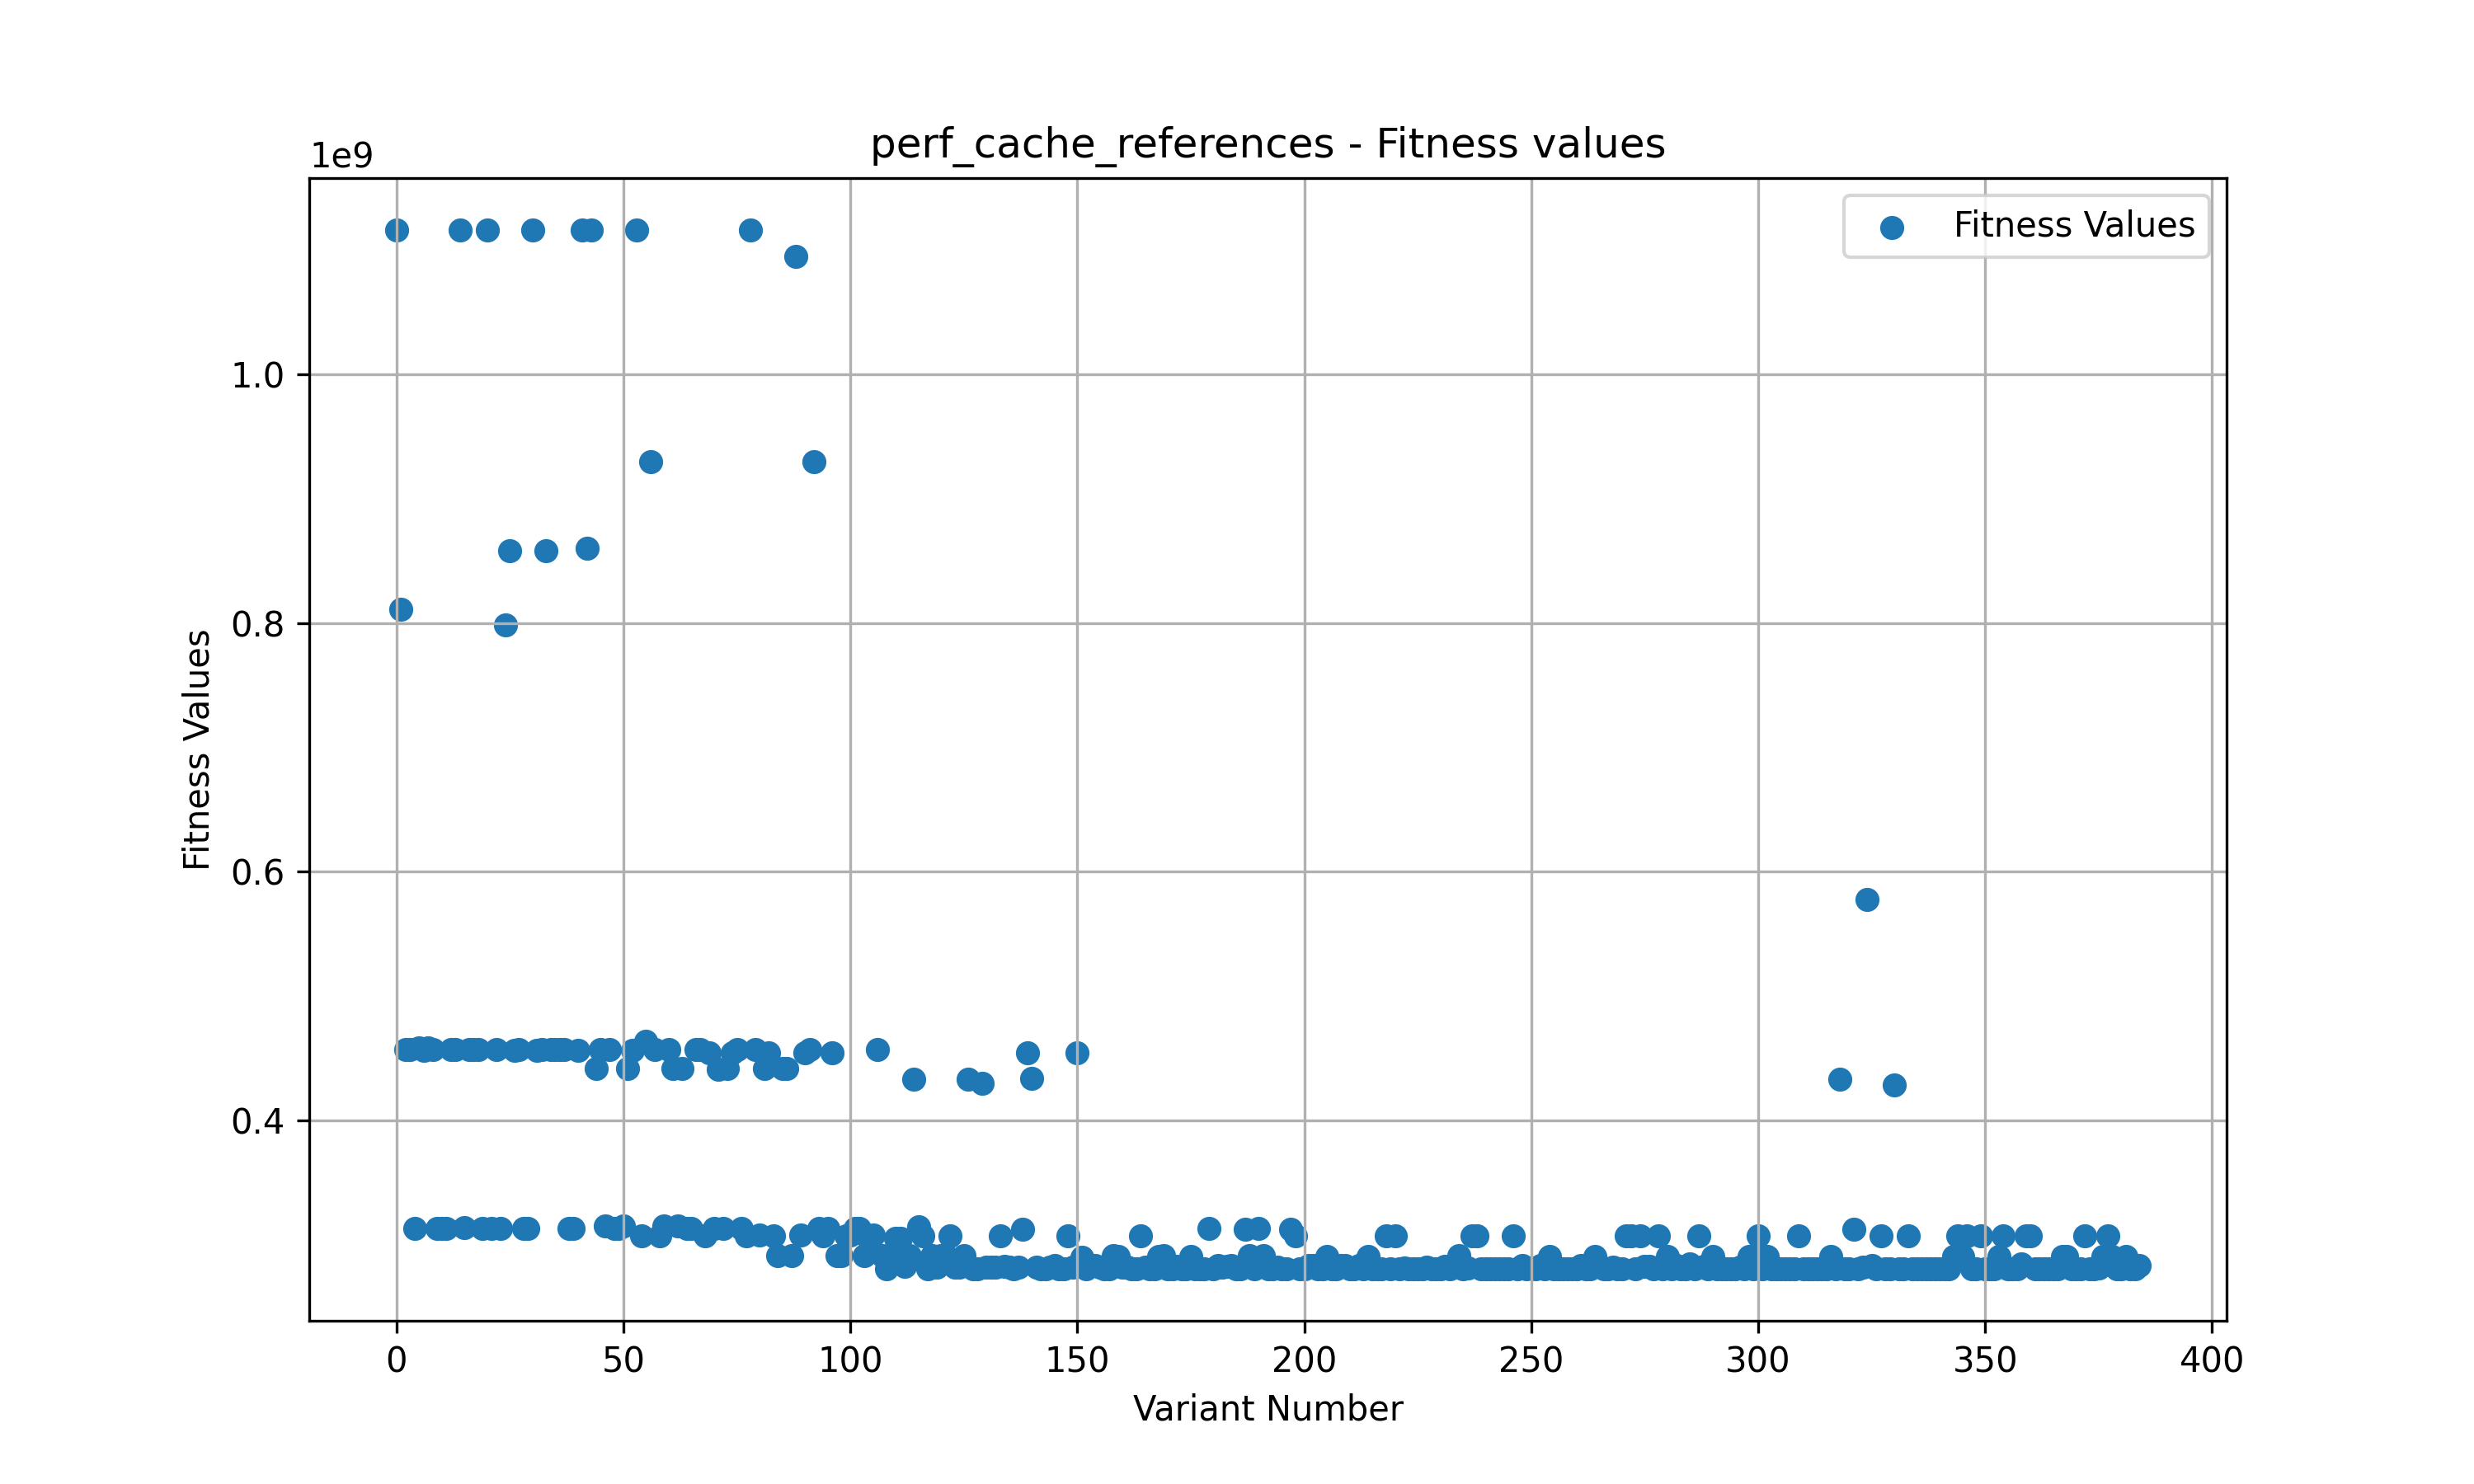 perf_cache_references - Fitness values
1e9
Fitness Values
1.0
0.8
0.6
0.4
Fitness Values
0 50 100 150 200 250 300 350 400
Variant Number